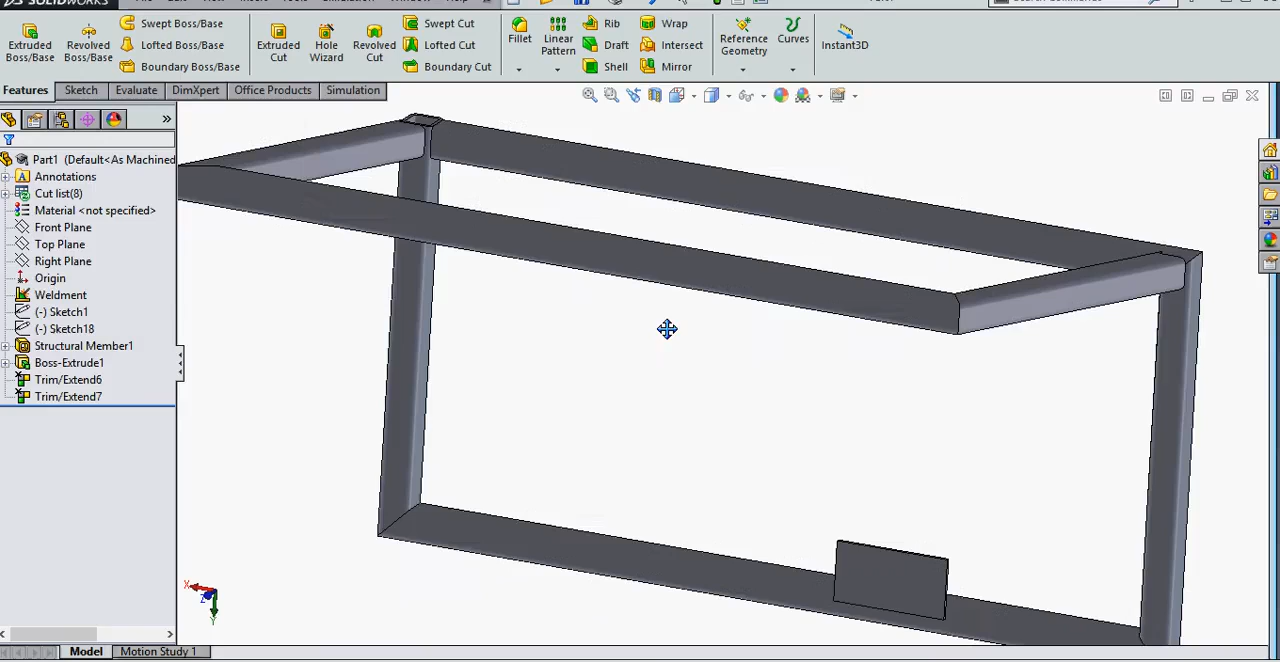 SOLIDWORKS
Extruded Boss/Base
Revolved Boss/Base
Swept Boss/Base
Lofted Boss/Base
Boundary Boss/Base
Extruded Cut
Hole Wizard
Revolved Cut
Swept Cut
Lofted Cut
Boundary Cut
Fillet
Linear Pattern
Rib
Draft
Shell
Wrap
Intersect
Mirror
Reference Geometry
Curves
Instant3D
Features Sketch Evaluate DimXpert Office Products Simulation
Part1 (Default<As Machined
Annotations
Cut list(8)
Material <not specified>
Front Plane
Top Plane
Right Plane
Origin
Weldment
(-) Sketch1
(-) Sketch18
Structural Member1
Boss-Extrude1
Trim/Extend6
Trim/Extend7
X
Z
Y
Model Motion Study 1